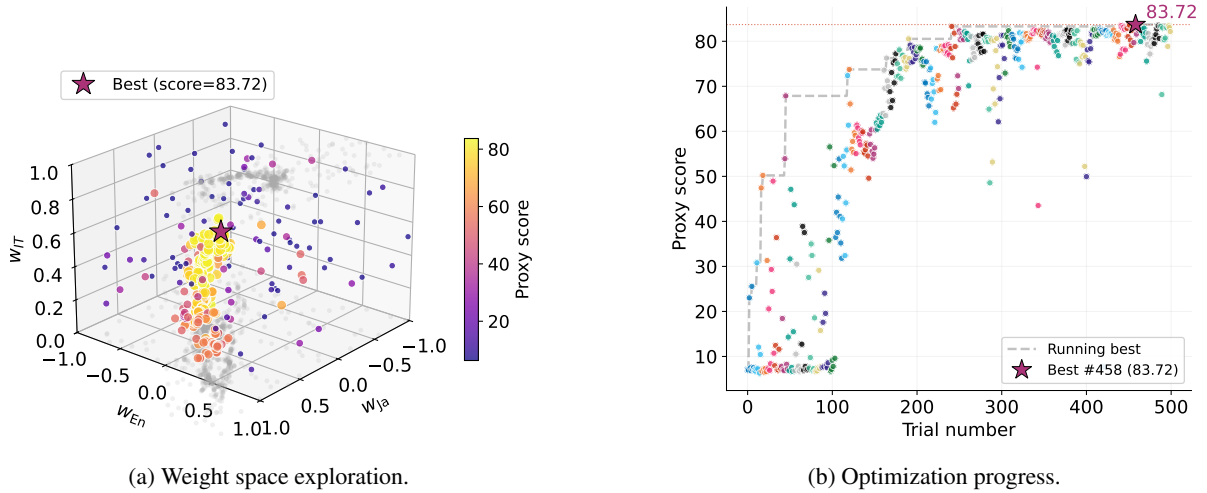 Best (score=83.72)
1.0
0.8
0.6
0.4
0.2
0.0
w_IT
−1.0
−0.5
0.0
0.5
1.0
w_En
1.0
0.5
0.0
−0.5
−1.0
w_Ja
80
60
40
20
Proxy score
(a) Weight space exploration.
83.72
80
70
60
50
40
30
20
10
Proxy score
0 100 200 300 400 500
Trial number
Running best
Best #458 (83.72)
(b) Optimization progress.